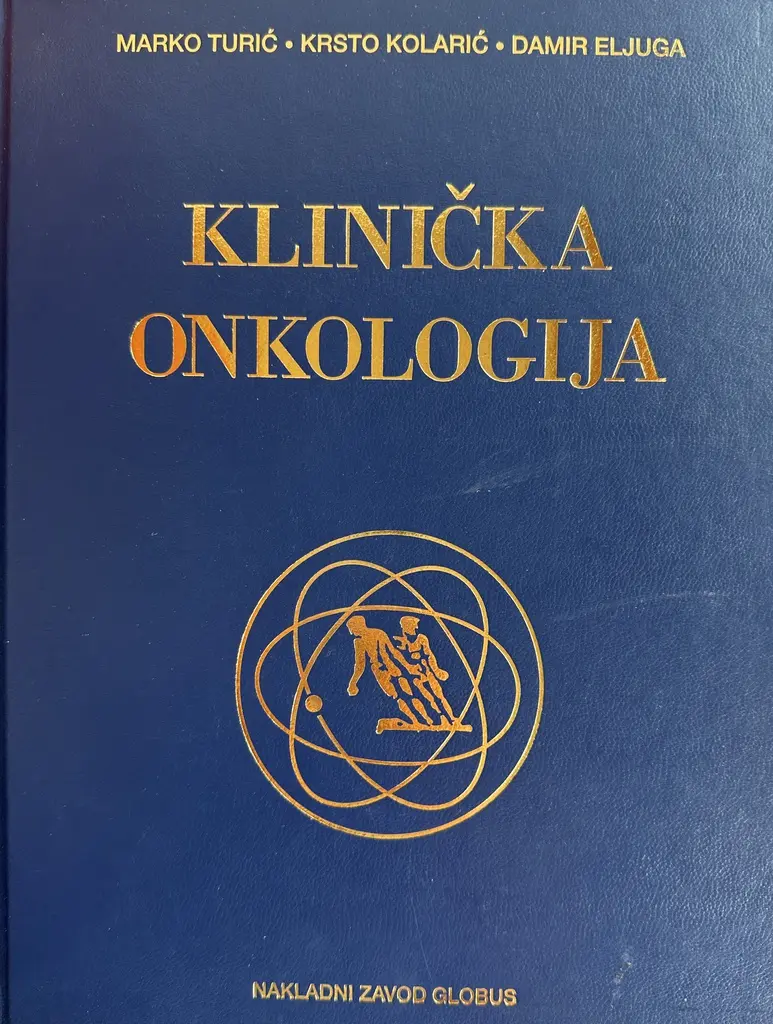 MARKO TURIĆ • KRSTO KOLARIĆ • DAMIR ELJUGA
KLINIČKA
ONKOLOGIJA
NAKLADNI ZAVOD GLOBUS